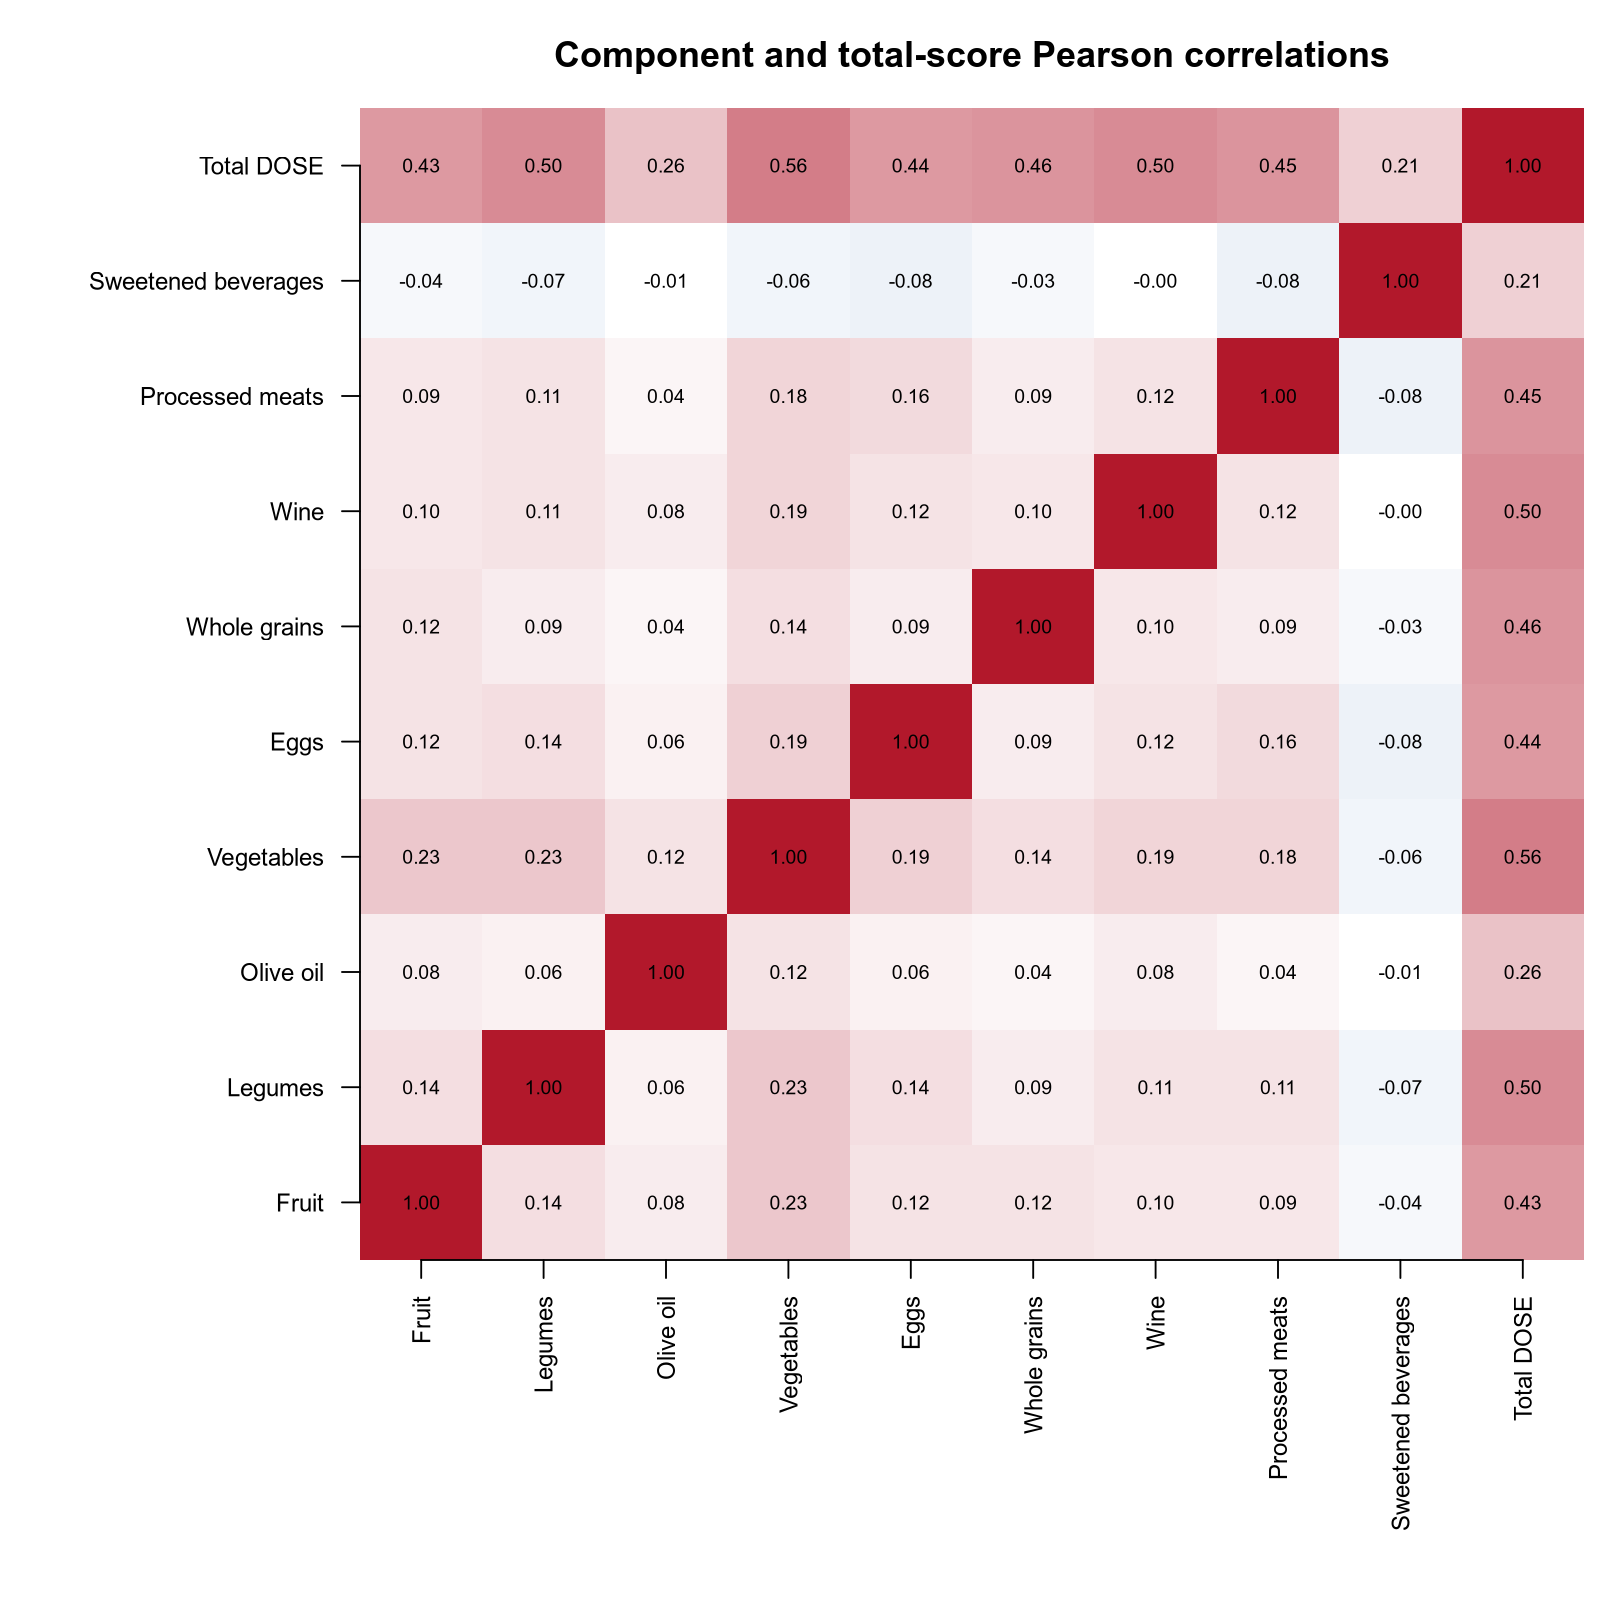 Component and total-score Pearson correlations
Total DOSE 0.43 0.50 0.26 0.56 0.44 0.46 0.50 0.45 0.21 1.00
Sweetened beverages -0.04 -0.07 -0.01 -0.06 -0.08 -0.03 -0.00 -0.08 1.00 0.21
Processed meats 0.09 0.11 0.04 0.18 0.16 0.09 0.12 1.00 -0.08 0.45
Wine 0.10 0.11 0.08 0.19 0.12 0.10 1.00 0.12 -0.00 0.50
Whole grains 0.12 0.09 0.04 0.14 0.09 1.00 0.10 0.09 -0.03 0.46
Eggs 0.12 0.14 0.06 0.19 1.00 0.09 0.12 0.16 -0.08 0.44
Vegetables 0.23 0.23 0.12 1.00 0.19 0.14 0.19 0.18 -0.06 0.56
Olive oil 0.08 0.06 1.00 0.12 0.06 0.04 0.08 0.04 -0.01 0.26
Legumes 0.14 1.00 0.06 0.23 0.14 0.09 0.11 0.11 -0.07 0.50
Fruit 1.00 0.14 0.08 0.23 0.12 0.12 0.10 0.09 -0.04 0.43
Fruit
Legumes
Olive oil
Vegetables
Eggs
Whole grains
Wine
Processed meats
Sweetened beverages
Total DOSE